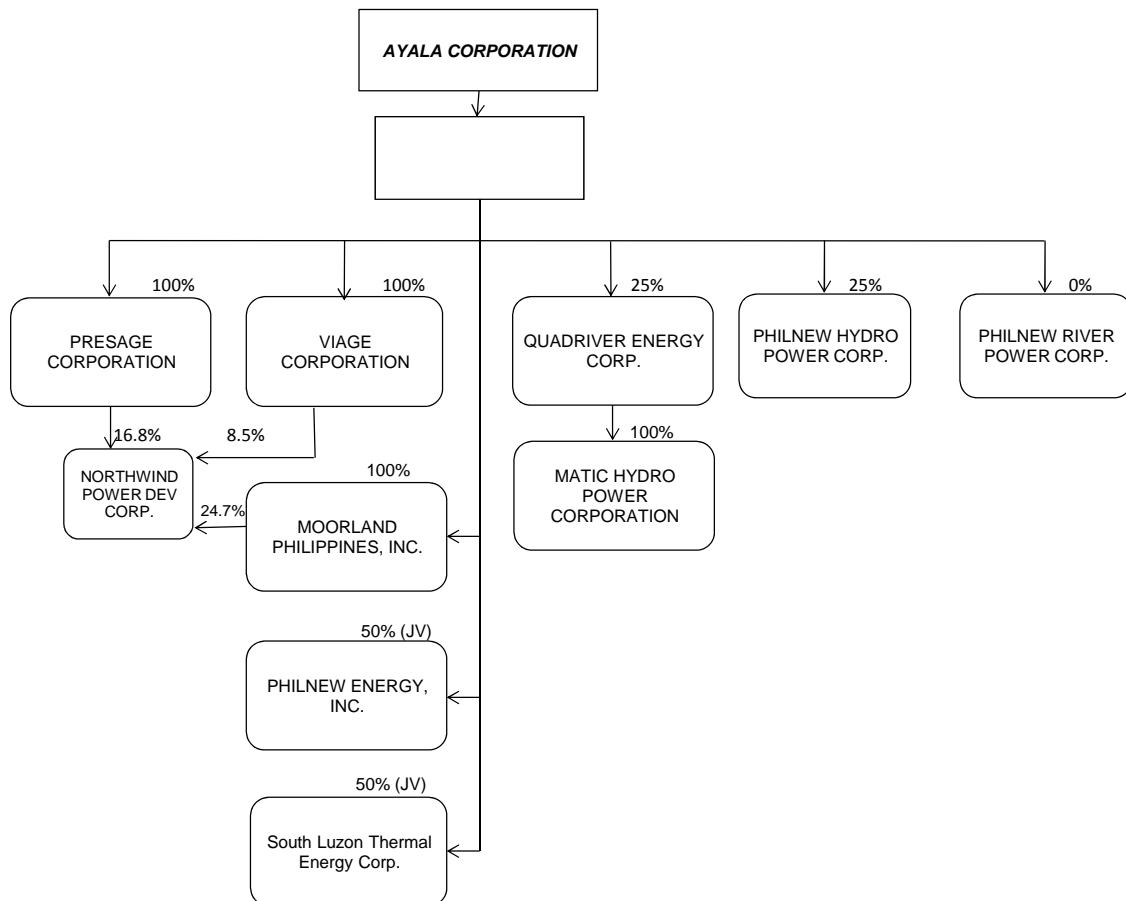 AYALA CORPORATION
100%
100%
25%
25%
0%
PRESAGE
CORPORATION
VIAGE
CORPORATION
QUADRIVER ENERGY
CORP.
PHILNEW HYDRO
POWER CORP.
PHILNEW RIVER
POWER CORP.
16.8%
8.5%
100%
NORTHWIND
POWER DEV
CORP.
24.7%
100%
MOORLAND
PHILIPPINES, INC.
MATIC HYDRO
POWER
CORPORATION
50% (JV)
PHILNEW ENERGY,
INC.
50% (JV)
South Luzon Thermal
Energy Corp.